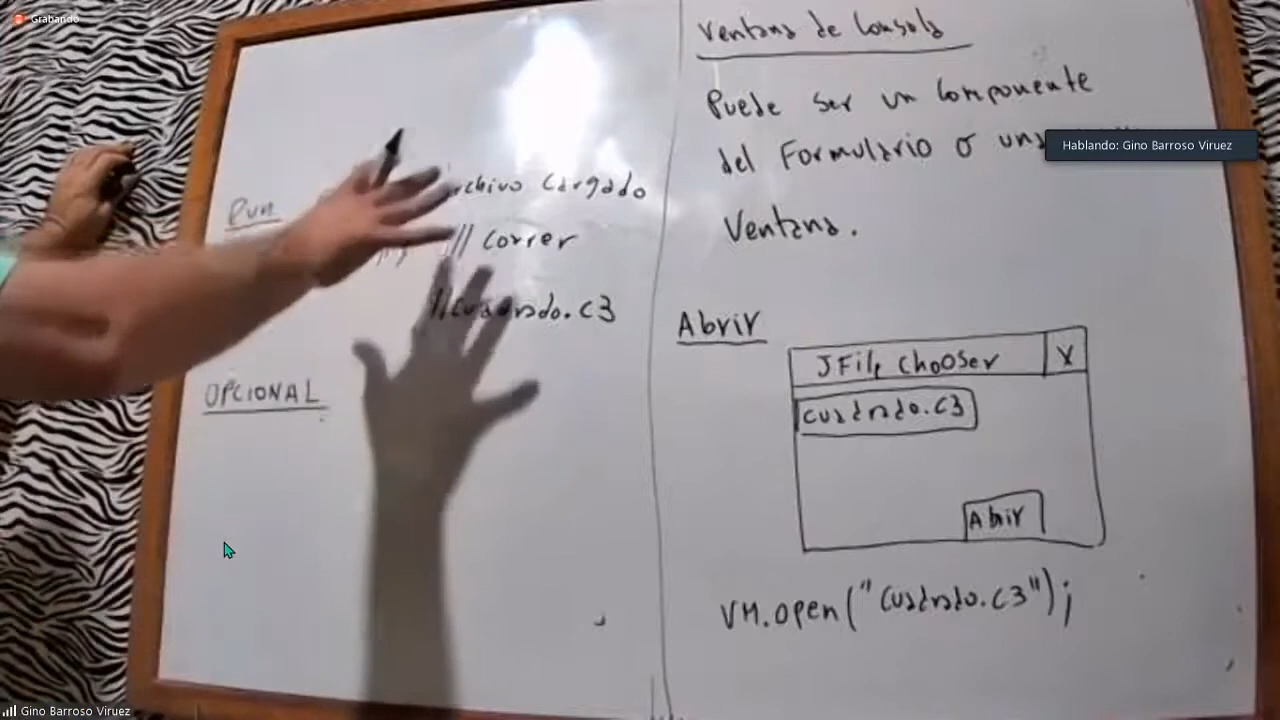 Grabando
Run
Archivo Cargado
/// Correr
//Cuadrado.C3
OPCIONAL
Ventana de Consola
Puede ser un Componente
del Formulario o una
Ventana.
Abrir
JFile Chooser X
cuadrado.C3
Abrir
VM.open("Cuadrado.C3");
Hablando: Gino Barroso Viruez
Gino Barroso Viruez